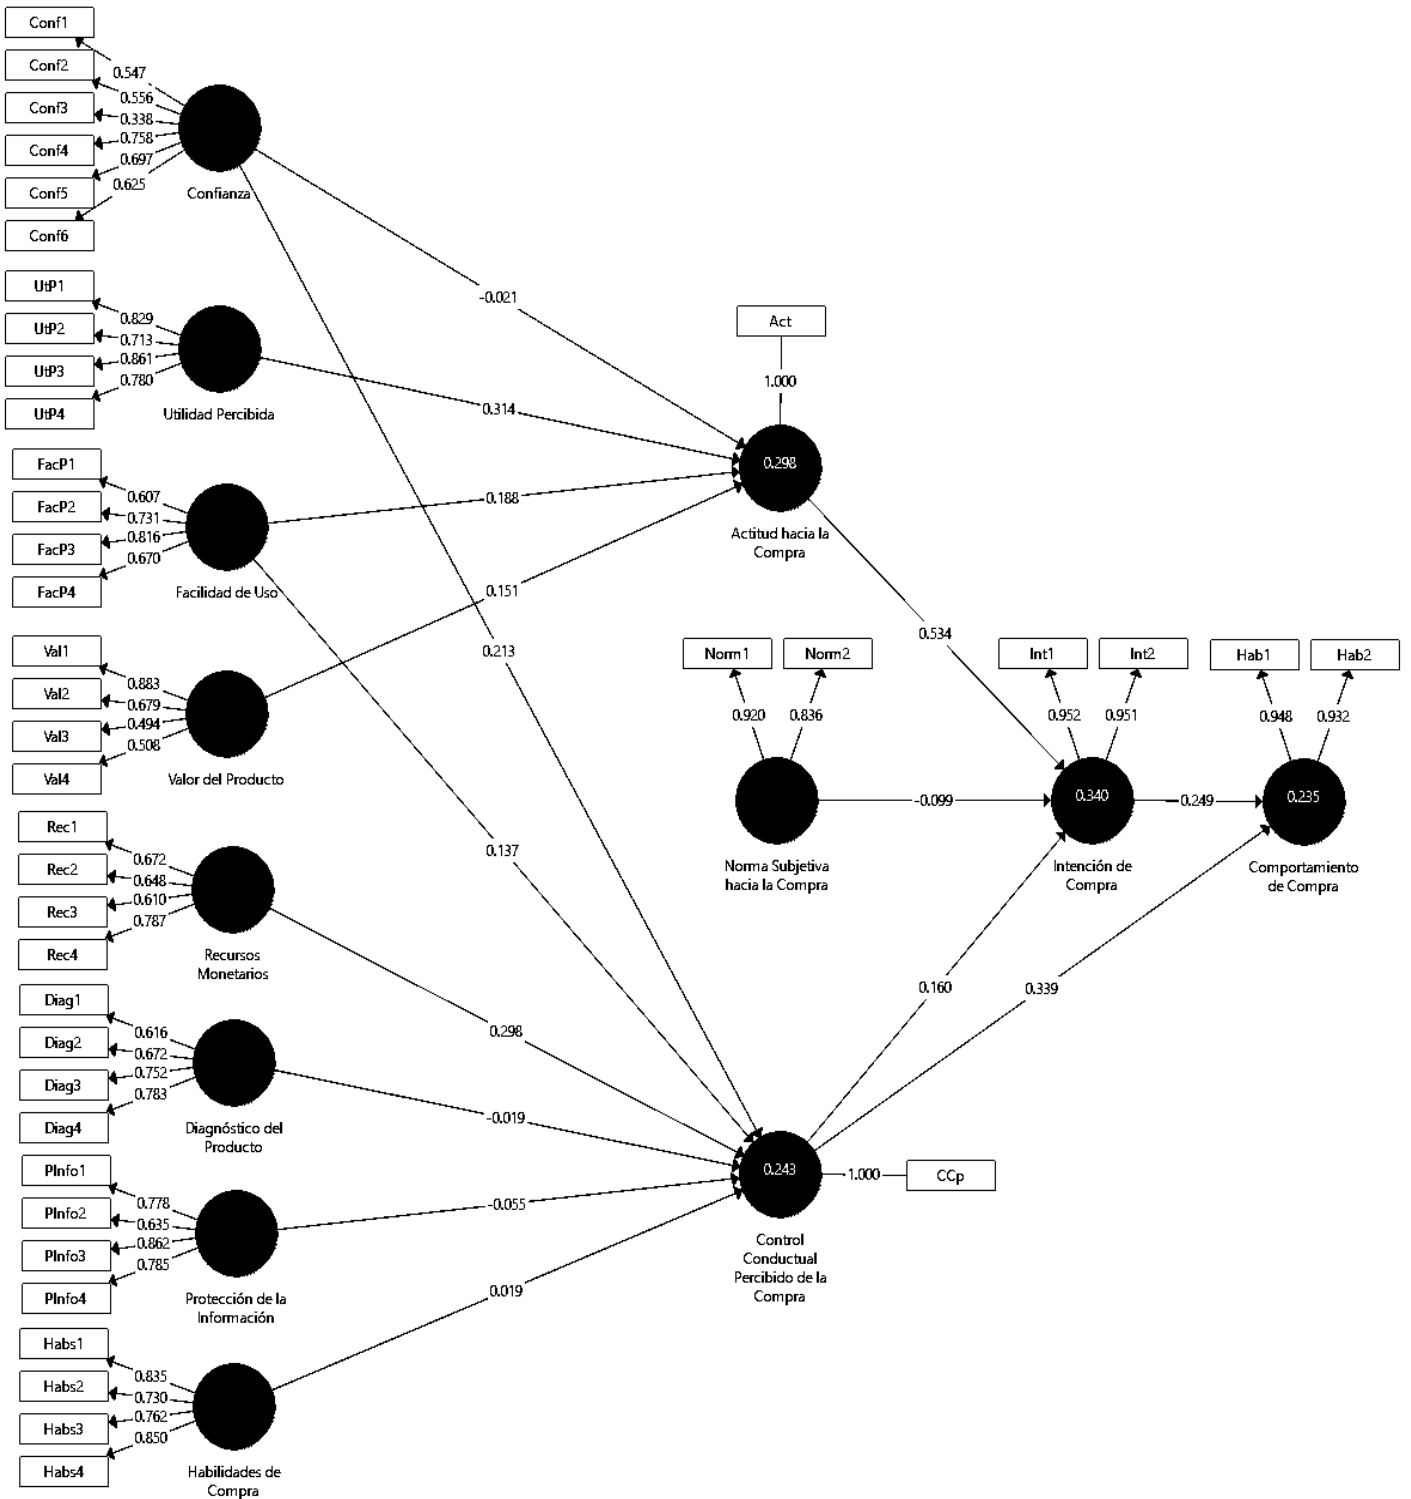 Conf1
Conf2
Conf3
Conf4
Conf5
Conf6
0.547
0.556
0.338
0.758
0.697
0.625
Confianza
UtP1
UtP2
UtP3
UtP4
0.829
0.713
0.861
0.780
Utilidad Percibida
FacP1
FacP2
FacP3
FacP4
0.607
0.731
0.816
0.670
Facilidad de Uso
Val1
Val2
Val3
Val4
0.883
0.679
0.494
0.508
Valor del Producto
Rec1
Rec2
Rec3
Rec4
0.672
0.648
0.610
0.787
Recursos
Monetarios
Diag1
Diag2
Diag3
Diag4
0.616
0.672
0.752
0.783
Diagnóstico del
Producto
PInfo1
PInfo2
PInfo3
PInfo4
0.778
0.635
0.862
0.785
Protección de la
Información
Habs1
Habs2
Habs3
Habs4
0.835
0.730
0.762
0.850
Habilidades de
Compra
-0.021
0.314
0.188
0.151
0.213
0.137
0.298
-0.019
-0.055
0.019
Act
1.000
0.298
Actitud hacia la
Compra
0.534
Norm1
Norm2
0.920
0.836
Norma Subjetiva
hacia la Compra
-0.099
Int1
Int2
0.952
0.951
0.340
Intención de
Compra
0.249
Hab1
Hab2
0.948
0.932
0.235
Comportamiento
de Compra
0.160
0.339
0.243
1.000
CCp
Control
Conductual
Percibido de la
Compra